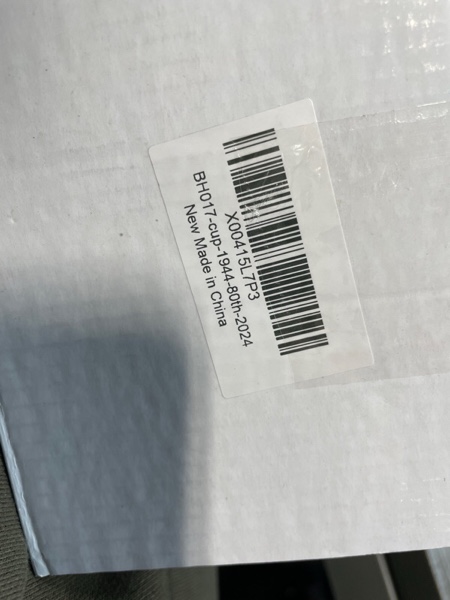 X00415L7P3
BH017-cup-1944-80th-2024
New Made in China